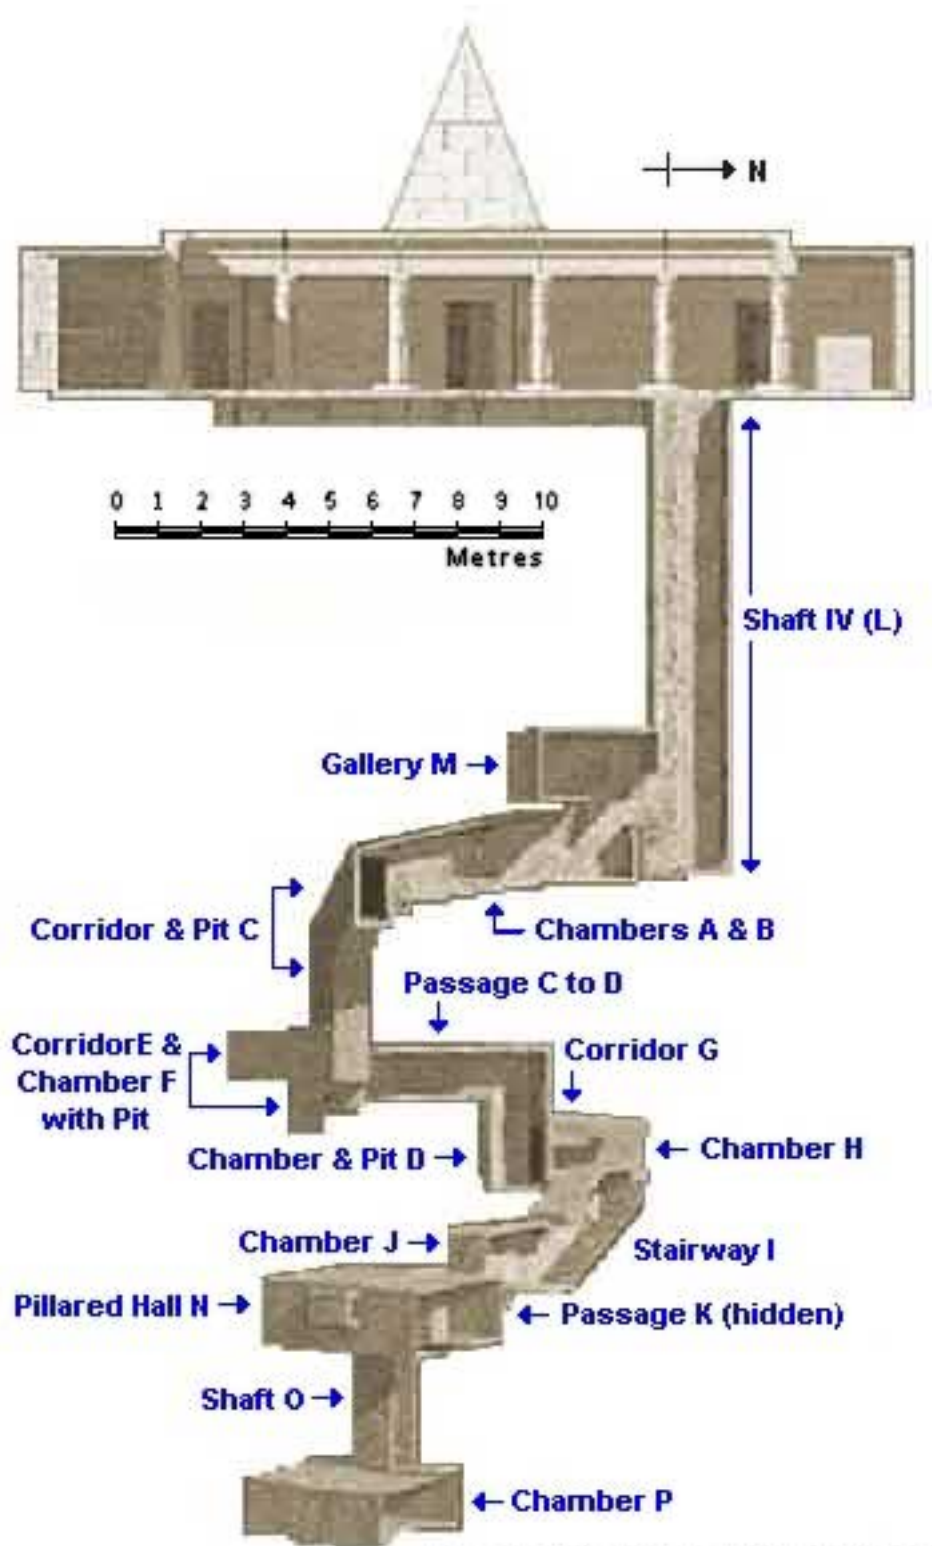 N
0 1 2 3 4 5 6 7 8 9 10
Metres
Shaft IV (L)
Gallery M
Corridor & Pit C
Chambers A & B
Passage C to D
CorridorE &
Chamber F
with Pit
Corridor G
Chamber & Pit D
Chamber H
Chamber J
Stairway I
Pillared Hall N
Passage K (hidden)
Shaft O
Chamber P